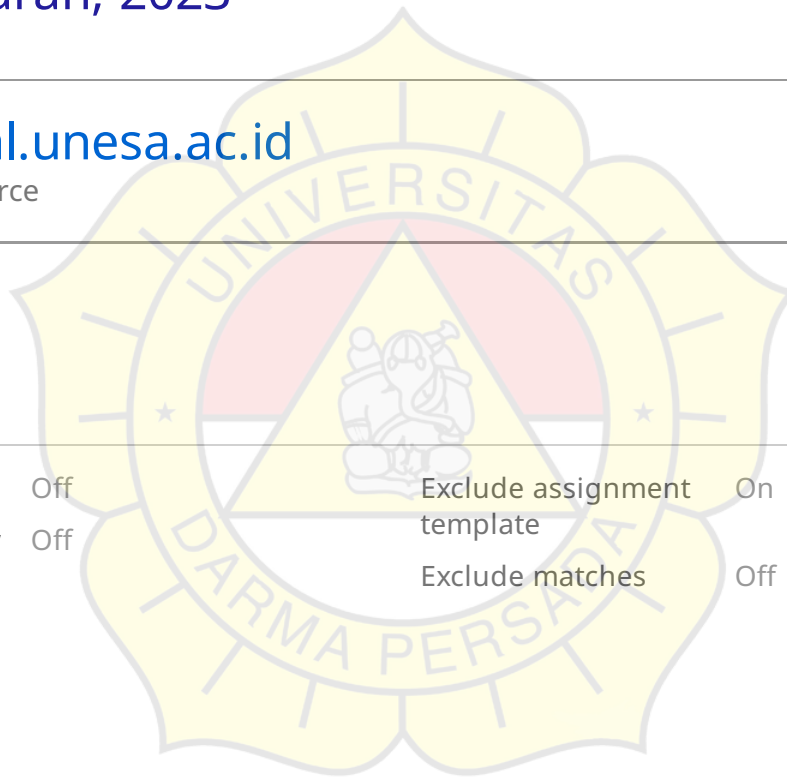 l.unesa.ac.id
rce
UNIVERSITAS
Off
Exclude assignment On
template
Off
Exclude matches Off
DARMA PERSADA